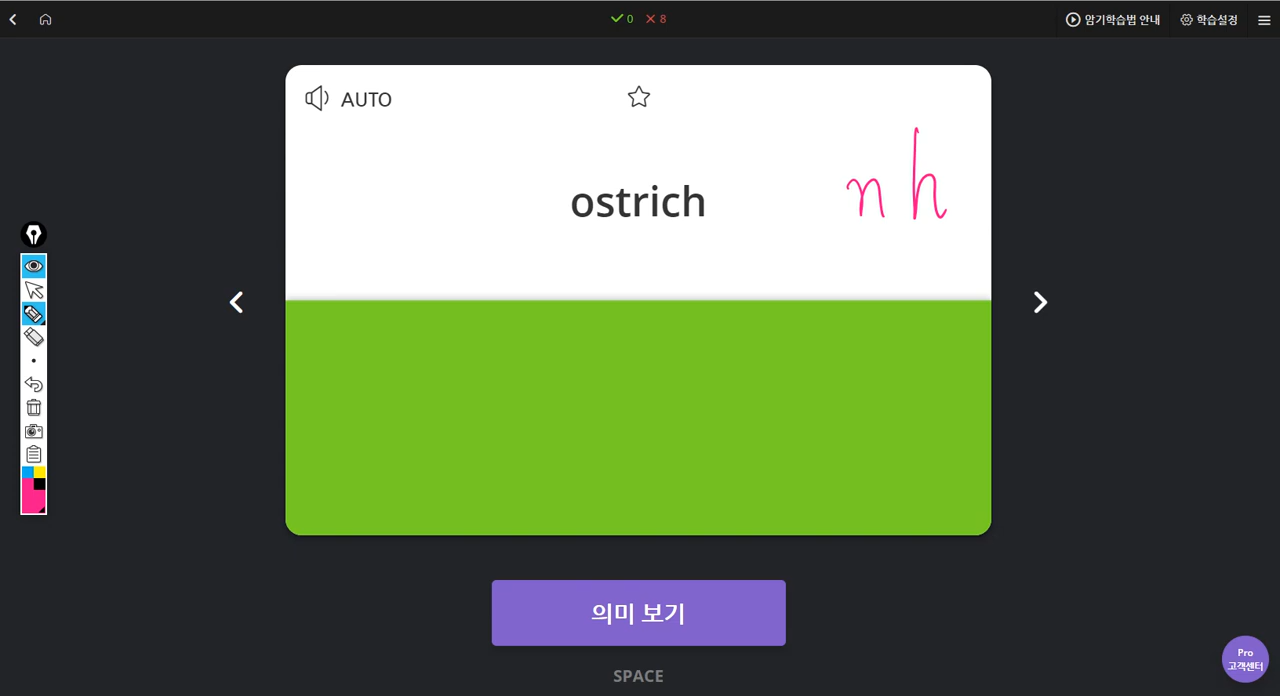 0 8 암기학습법 안내 학습설정
AUTO
n h
ostrich
의미 보기
SPACE
Pro
고객센터